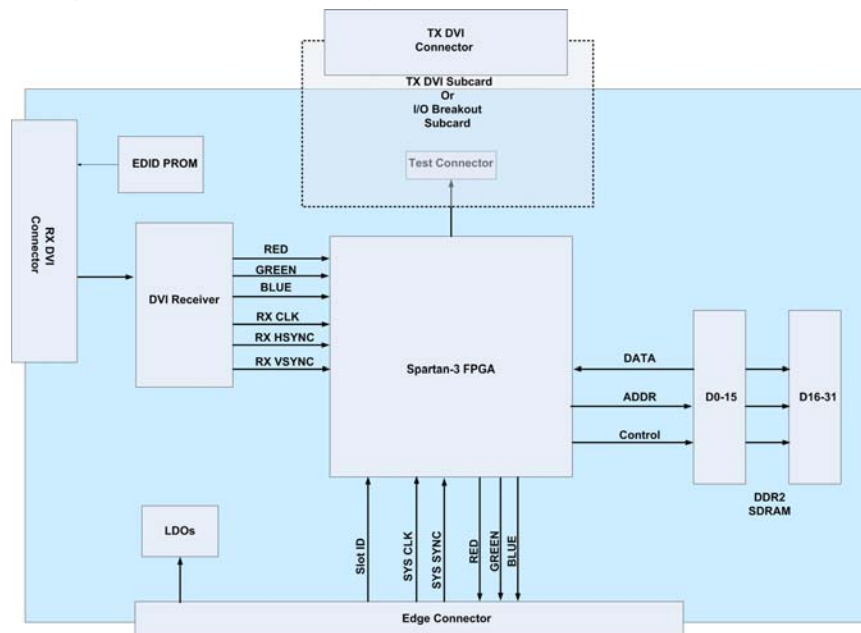 TX DVI
Connector
TX DVI Subcard
Or
I/O Breakout
Subcard
Test Connector
EDID PROM
RX DVI
Connector
DVI Receiver
RED
GREEN
BLUE
RX CLK
RX HSYNC
RX VSYNC
Spartan-3 FPGA
DATA
ADDR
Control
D0-15
D16-31
DDR2
SDRAM
LDOs
Slot ID
SYS CLK
SYS SYNC
RED
GREEN
BLUE
Edge Connector